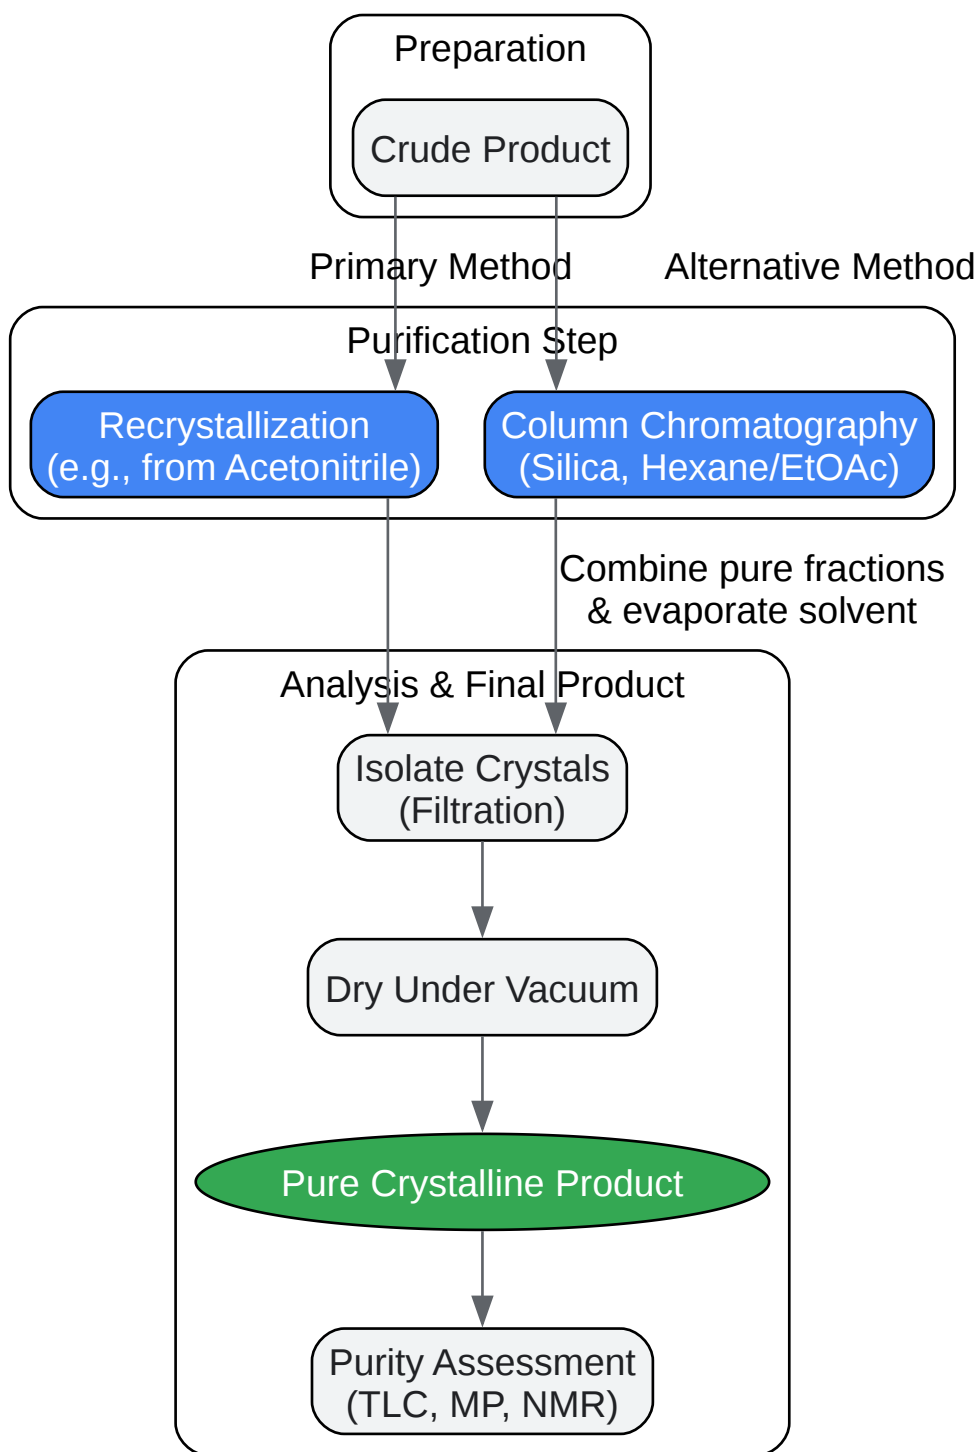 Preparation
Crude Product
Primary Method
Alternative Method
Purification Step
Recrystallization
(e.g., from Acetonitrile)
Column Chromatography
(Silica, Hexane/EtOAc)
Combine pure fractions
& evaporate solvent
Analysis & Final Product
Isolate Crystals
(Filtration)
Dry Under Vacuum
Pure Crystalline Product
Purity Assessment
(TLC, MP, NMR)